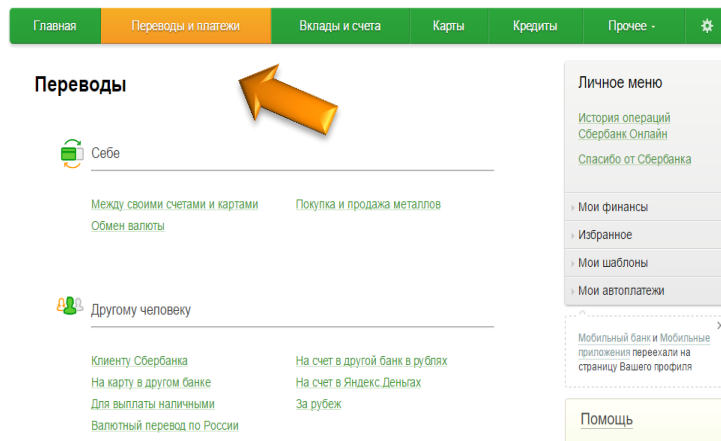 Главная Переводы и платежи Вклады и счета Карты Кредиты Прочее
Переводы
Себе
Между своими счетами и картами Покупка и продажа металлов
Обмен валюты
Другому человеку
Клиенту Сбербанка На счет в другой банк в рублях
На карту в другом банке На счет в Яндекс.Деньгах
Для выплаты наличными За рубеж
Валютный перевод по России
Личное меню
История операций
Сбербанк Онлайн
Спасибо от Сбербанка
Мои финансы
Избранное
Мои шаблоны
Мои автоплатежи
Мобильный банк и Мобильные
приложения переехали на
страницу Вашего профиля
Помощь